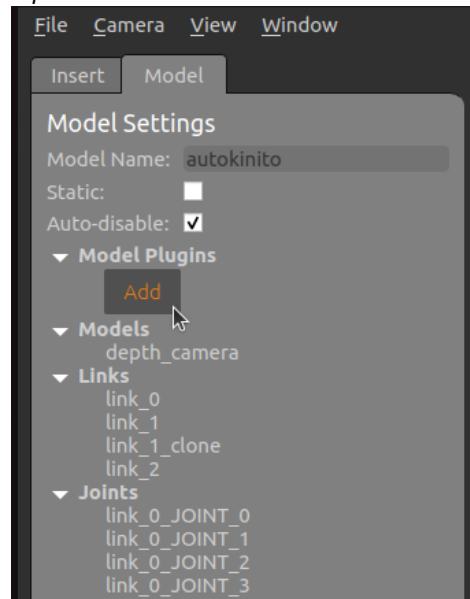 File Camera View Window
Insert Model
Model Settings
Model Name: autokinito
Static:
Auto-disable:
Model Plugins
Add
Models
depth_camera
Links
link_0
link_1
link_1_clone
link_2
Joints
link_0_JOINT_0
link_0_JOINT_1
link_0_JOINT_2
link_0_JOINT_3